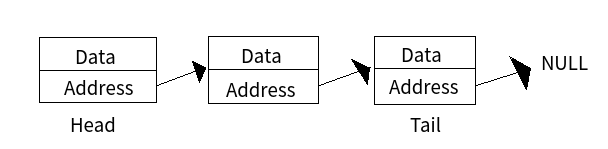 Data
Address
Head
Data
Address
Data
Address
Tail
NULL